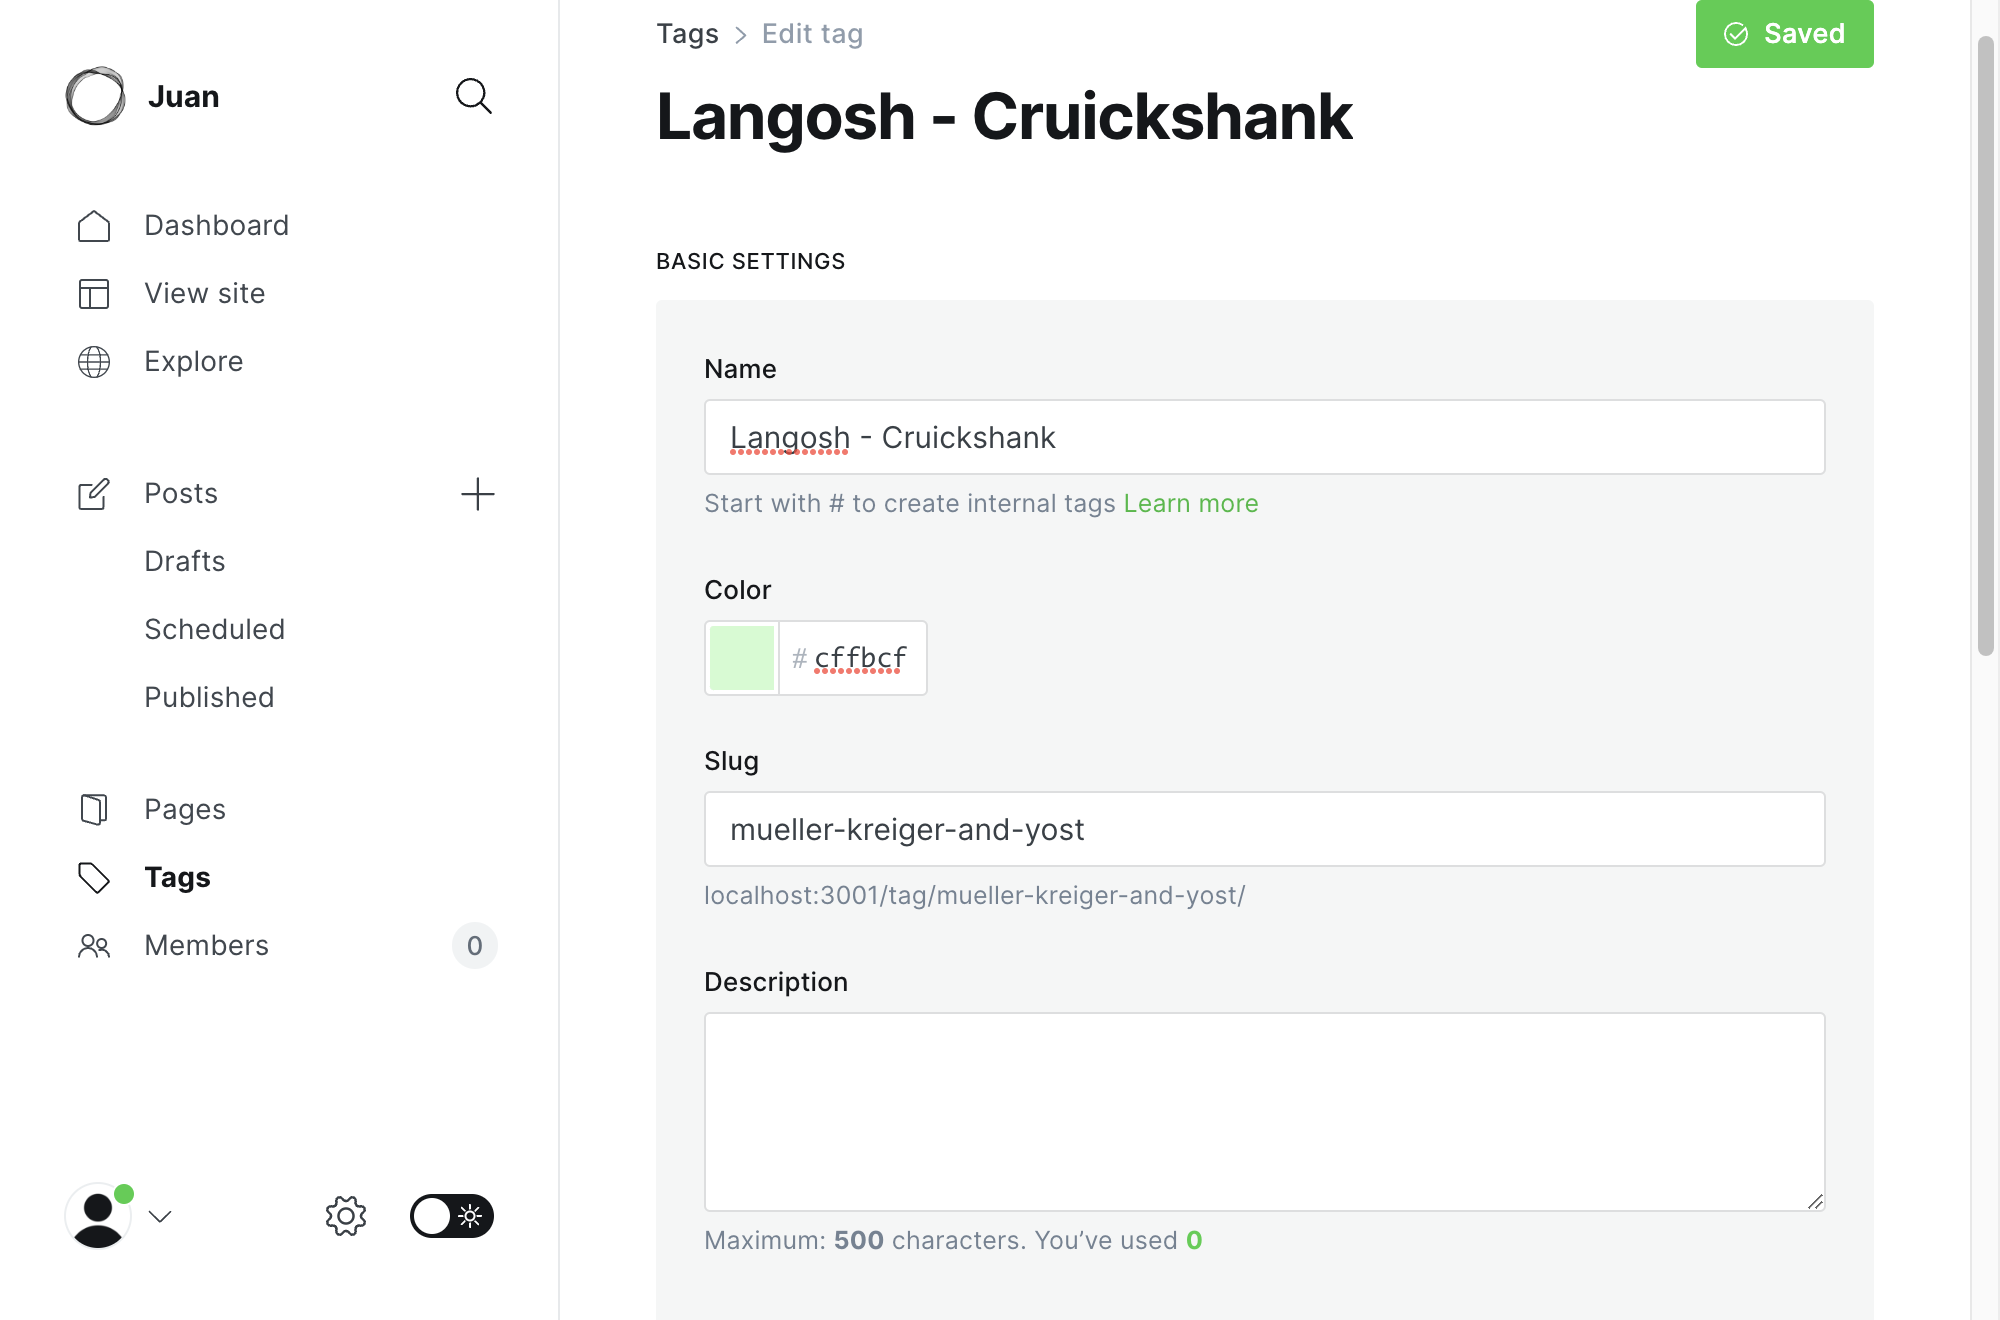 Juan
Dashboard
View site
Explore
Posts
Drafts
Scheduled
Published
Pages
Tags
Members 0
Tags > Edit tag
Saved
Langosh - Cruickshank
BASIC SETTINGS
Name
Langosh - Cruickshank
Start with # to create internal tags Learn more
Color
# cffbcf
Slug
mueller-kreiger-and-yost
localhost:3001/tag/mueller-kreiger-and-yost/
Description
Maximum: 500 characters. You’ve used 0